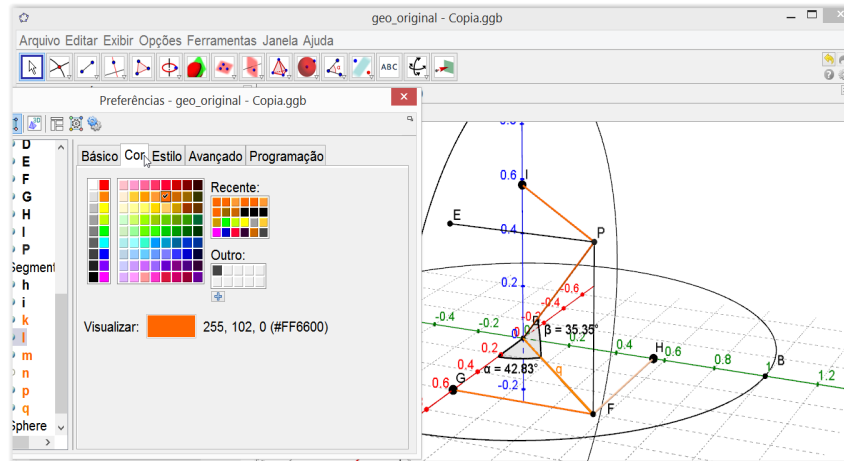 geo_original - Copia.ggb
Arquivo Editar Exibir Opções Ferramentas Janela Ajuda
ABC
Preferências - geo_original - Copia.ggb
Básico Cor Estilo Avançado Programação
D
E
F
G
H
I
P
Segment
h
i
k
l
m
n
p
q
Sphere
Recente:
Outro:
Visualizar: 255, 102, 0 (#FF6600)
0.6
I
E
0.4
P
0.2
-0.6
-0.4
-0.4
-0.2
β = 35.35°
0.2
0.4
H
0.6
0.8
B
1
1.2
0.2
0.4
α = 42.83°
q
0.6
G
-0.2
F